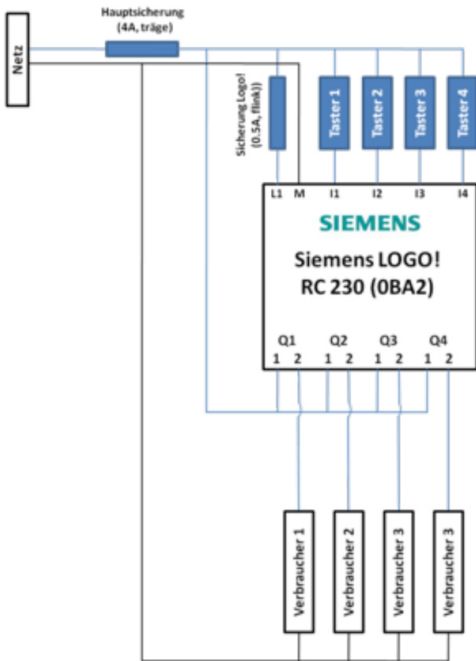 Hauptsicherung
(4A, träge)
Netz
Sicherung Logo!
(0.5A, flink))
Taster 1
Taster 2
Taster 3
Taster 4
L1 M I1 I2 I3 I4
SIEMENS
Siemens LOGO!
RC 230 (0BA2)
Q1 Q2 Q3 Q4
1 2 1 2 1 2 1 2
Verbraucher 1
Verbraucher 2
Verbraucher 3
Verbraucher 3